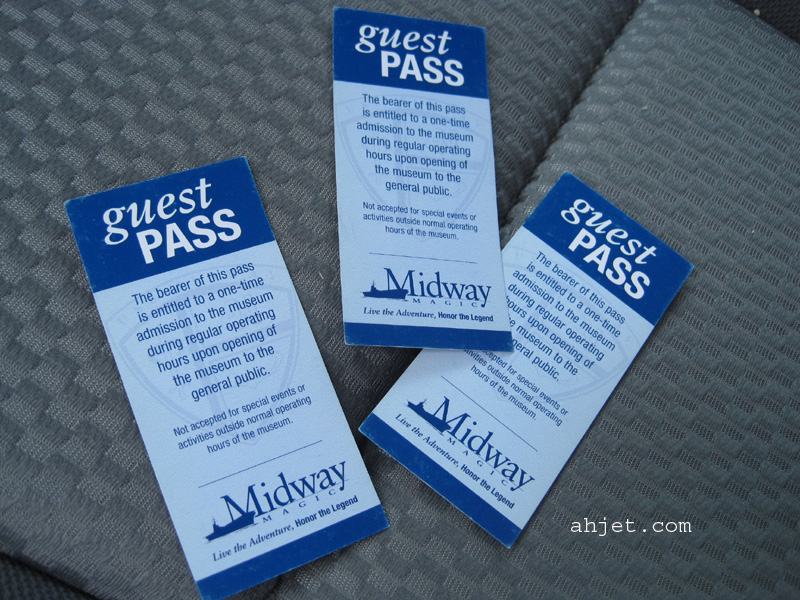 guest
PASS
The bearer of this pass
is entitled to a one-time
admission to the museum
during regular operating
hours upon opening of
the museum to the
general public.
Not accepted for special events or
activities outside normal operating
hours of the museum.
Midway
MAGIC
Live the Adventure, Honor the Legend
guest
PASS
The bearer of this pass
is entitled to a one-time
admission to the museum
during regular operating
hours upon opening of
the museum to the
general public.
Not accepted for special events or
activities outside normal operating
hours of the museum.
Midway
MAGIC
Live the Adventure, Honor the Legend
guest
PASS
The bearer of this pass
is entitled to a one-time
admission to the museum
during regular operating
hours upon opening of
the museum to the
general public.
accepted for special events or
activities outside normal operating
hours of the museum.
Midway
MAGIC
Live the Adventure, Honor the Legend
ahjet.com